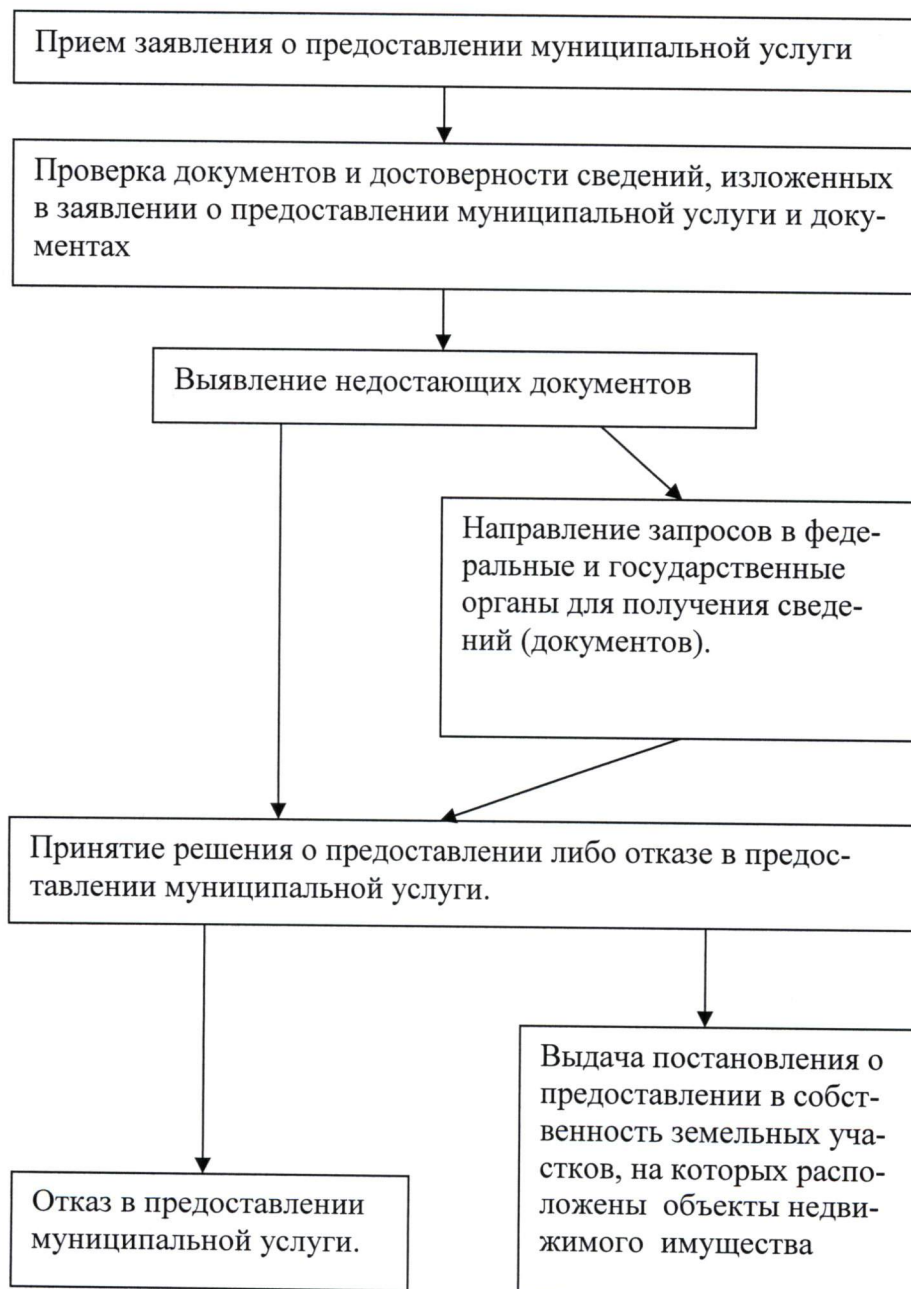 Прием заявления о предоставлении муниципальной услуги
Проверка документов и достоверности сведений, изложенных
в заявлении о предоставлении муниципальной услуги и доку-
ментах
Выявление недостающих документов
Направление запросов в феде-
ральные и государственные
органы для получения сведе-
ний (документов).
Принятие решения о предоставлении либо отказе в предос-
тавлении муниципальной услуги.
Отказ в предоставлении
муниципальной услуги.
Выдача постановления о
предоставлении в собст-
венность земельных уча-
стков, на которых распо-
ложены объекты недви-
жимого имущества